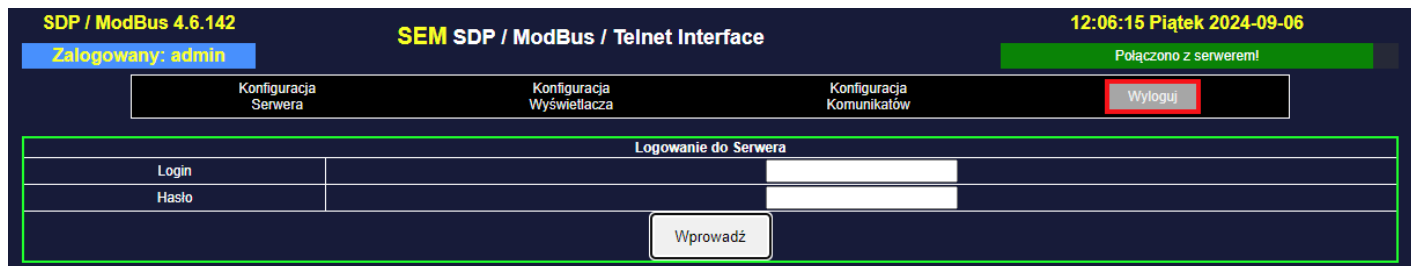 SDP / ModBus 4.6.142
SEM SDP / ModBus / Telnet Interface
12:06:15 Piątek 2024-09-06
Zalogowany: admin
Połączono z serwerem!
Konfiguracja
Serwera
Konfiguracja
Wyświetlacza
Konfiguracja
Komunikatów
Wyloguj
Logowanie do Serwera
Login
Hasło
Wprowadź